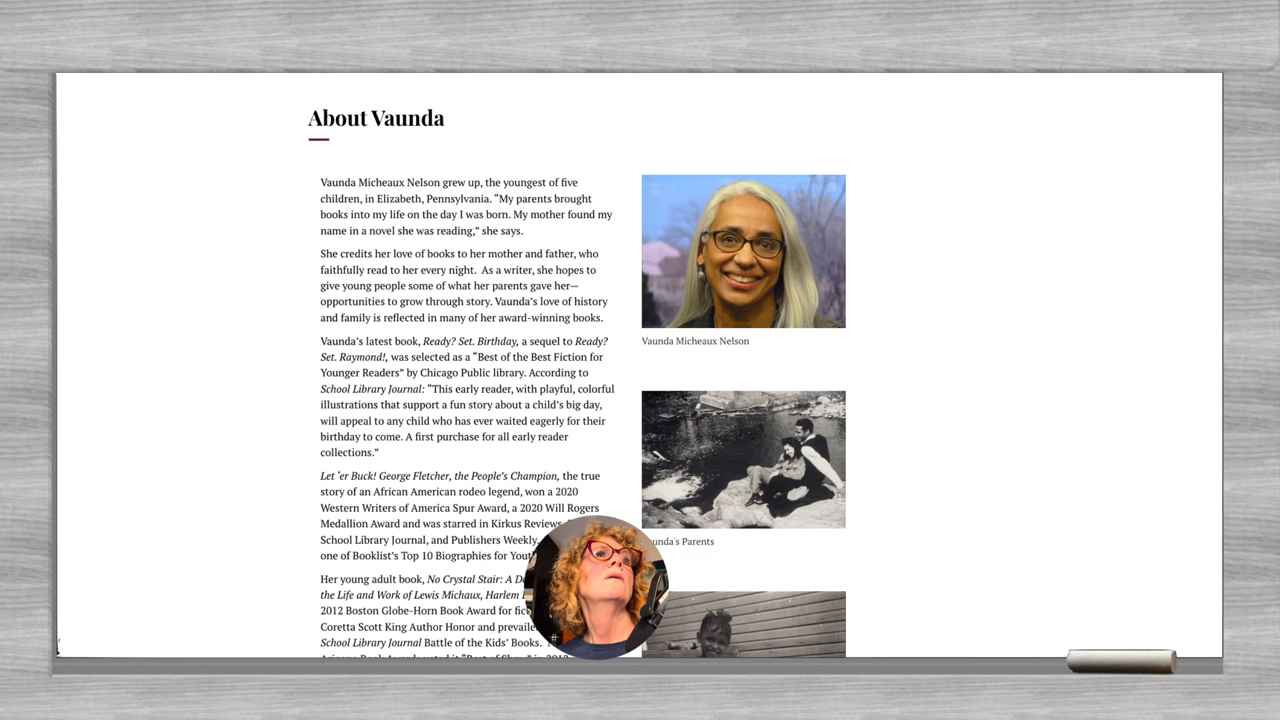 About Vaunda
Vaunda Micheaux Nelson grew up, the youngest of five
children, in Elizabeth, Pennsylvania. “My parents brought
books into my life on the day I was born. My mother found my
name in a novel she was reading,” she says.
She credits her love of books to her mother and father, who
faithfully read to her every night.  As a writer, she hopes to
give young people some of what her parents gave her—
opportunities to grow through story. Vaunda’s love of history
and family is reflected in many of her award-winning books.
Vaunda’s latest book, Ready? Set. Birthday, a sequel to Ready?
Set. Raymond!, was selected as a “Best of the Best Fiction for
Younger Readers” by Chicago Public library. According to
School Library Journal: “This early reader, with playful, colorful
illustrations that support a fun story about a child’s big day,
will appeal to any child who has ever waited eagerly for their
birthday to come. A first purchase for all early reader
collections.”
Let ‘er Buck! George Fletcher, the People’s Champion, the true
story of an African American rodeo legend, won a 2020
Western Writers of America Spur Award, a 2020 Will Rogers
Medallion Award and was starred in Kirkus Reviews,
School Library Journal, and Publishers Weekly,
one of Booklist’s Top 10 Biographies for
Her young adult book, No Crystal Stair: A
the Life and Work of Lewis Michaux, Harlem
2012 Boston Globe-Horn Book Award for
Coretta Scott King Author Honor and
School Library Journal Battle of the Kids’ Books.
Vaunda Micheaux Nelson
Parents